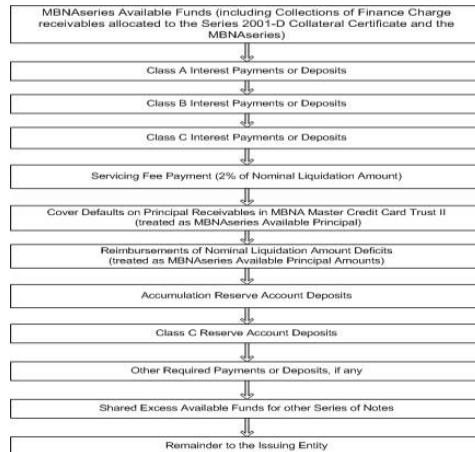 MBNAseries Available Funds (including Collections of Finance Charge
receivables allocated to the Series 2001-D Collateral Certificate and the
MBNAseries)
Class A Interest Payments or Deposits
Class B Interest Payments or Deposits
Class C Interest Payments or Deposits
Servicing Fee Payment (2% of Nominal Liquidation Amount)
Cover Defaults on Principal Receivables in MBNA Master Credit Card Trust II
(treated as MBNAseries Available Principal)
Reimbursements of Nominal Liquidation Amount Deficits
(treated as MBNAseries Available Principal Amounts)
Accumulation Reserve Account Deposits
Class C Reserve Account Deposits
Other Required Payments or Deposits, if any
Shared Excess Available Funds for other Series of Notes
Remainder to the Issuing Entity